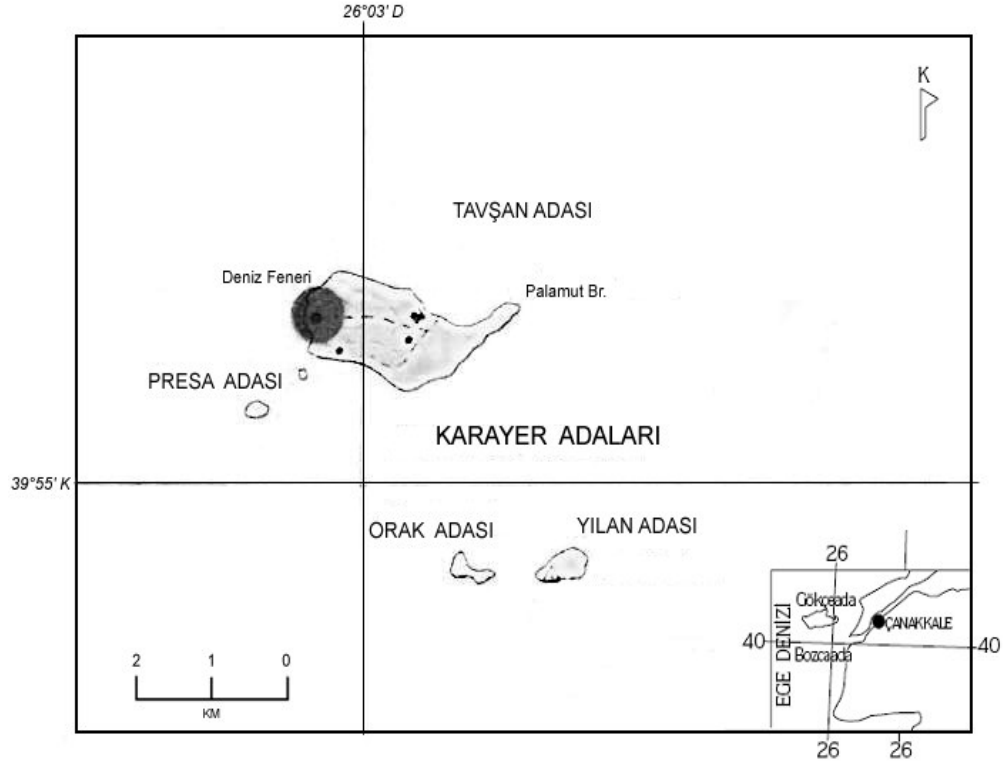 26°03' D
K
TAVŞAN ADASI
Deniz Feneri
Palamut Br.
PRESA ADASI
KARAYER ADALARI
39°55' K
ORAK ADASI
YILAN ADASI
26
Gökçeada
EGE DENİZİ
ÇANAKKALE
40
40
Bozcaada
2 1 0
KM
26
26